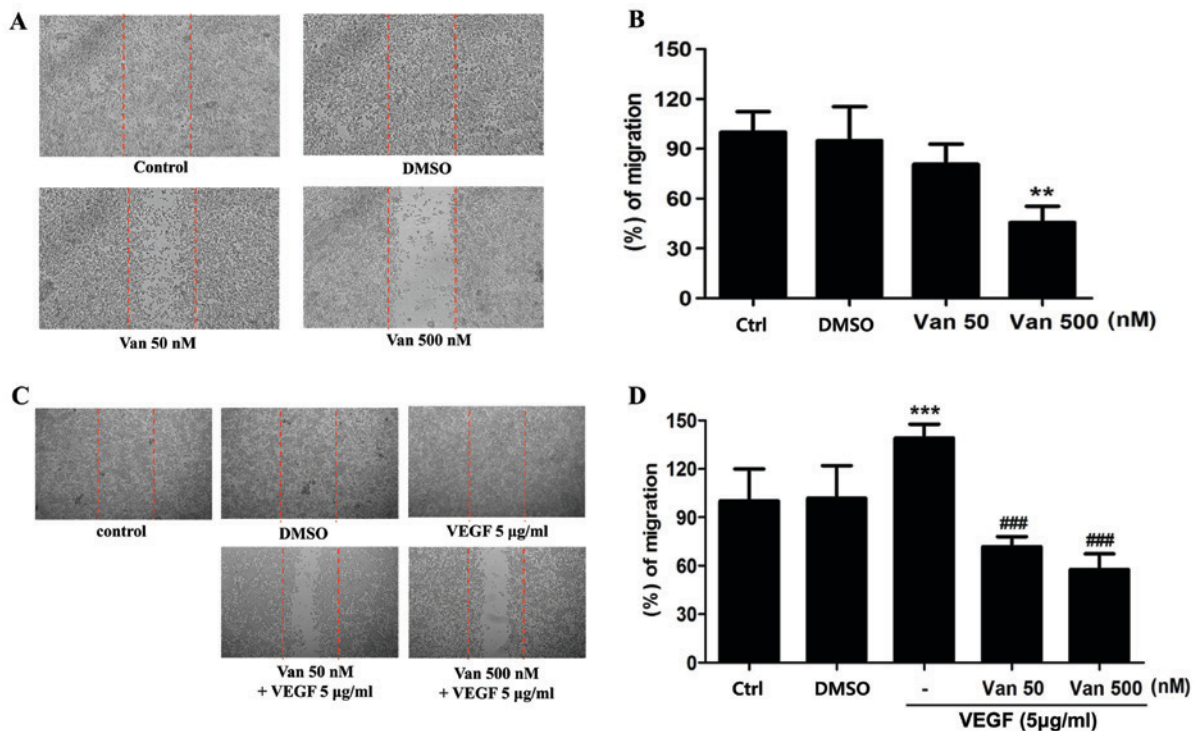 A
Control
DMSO
Van 50 nM
Van 500 nM
B
(%) of migration
150
120
90
60
30
0
**
Ctrl
DMSO
Van 50
Van 500
(nM)
C
control
DMSO
VEGF 5 µg/ml
Van 50 nM
+ VEGF 5 µg/ml
Van 500 nM
+ VEGF 5 µg/ml
D
(%) of migration
150
120
90
60
30
0
***
###
###
Ctrl
DMSO
-
Van 50
Van 500
(nM)
VEGF (5µg/ml)